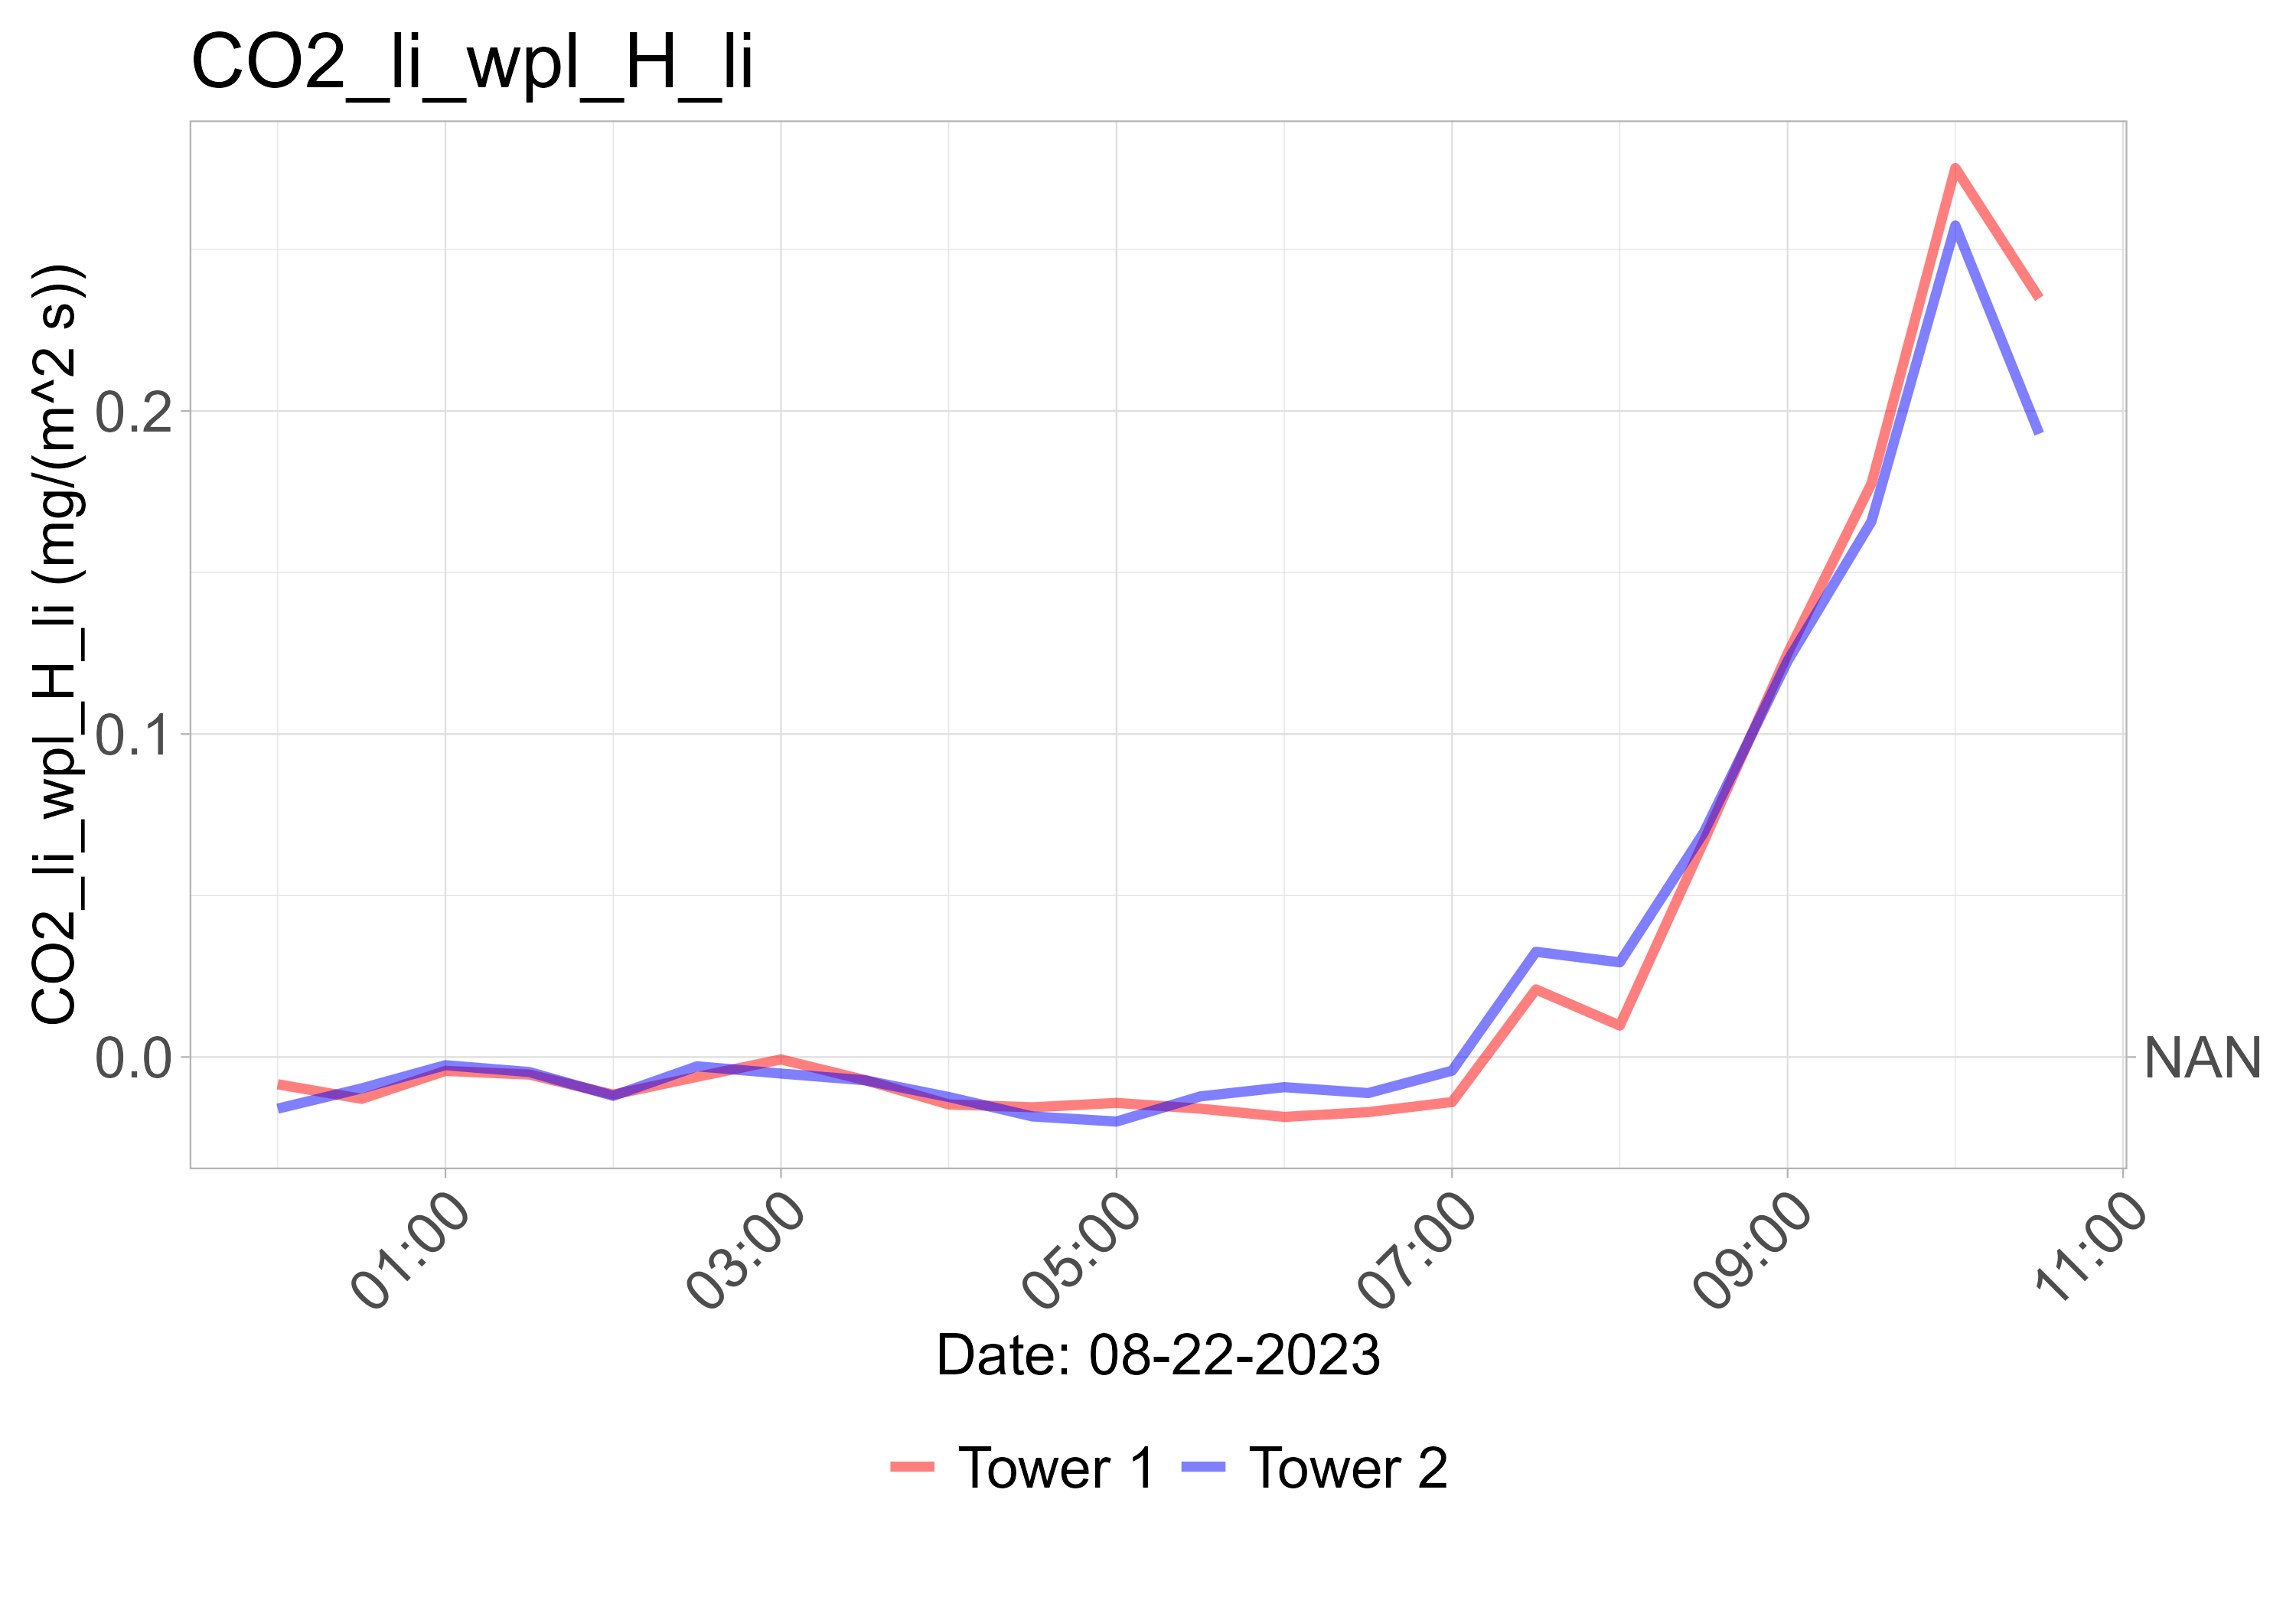 CO2_li_wpl_H_li
CO2_li_wpl_H_li (mg/(m^2 s))
0.2
0.1
0.0
NAN
01:00
03:00
05:00
07:00
09:00
11:00
Date: 08-22-2023
Tower 1
Tower 2